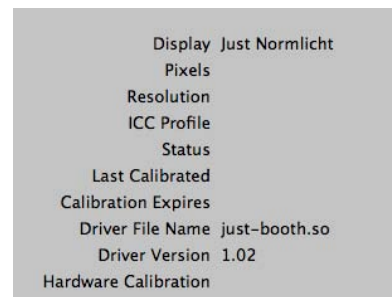 Display Just Normlicht
Pixels
Resolution
ICC Profile
Status
Last Calibrated
Calibration Expires
Driver File Name just-booth.so
Driver Version 1.02
Hardware Calibration